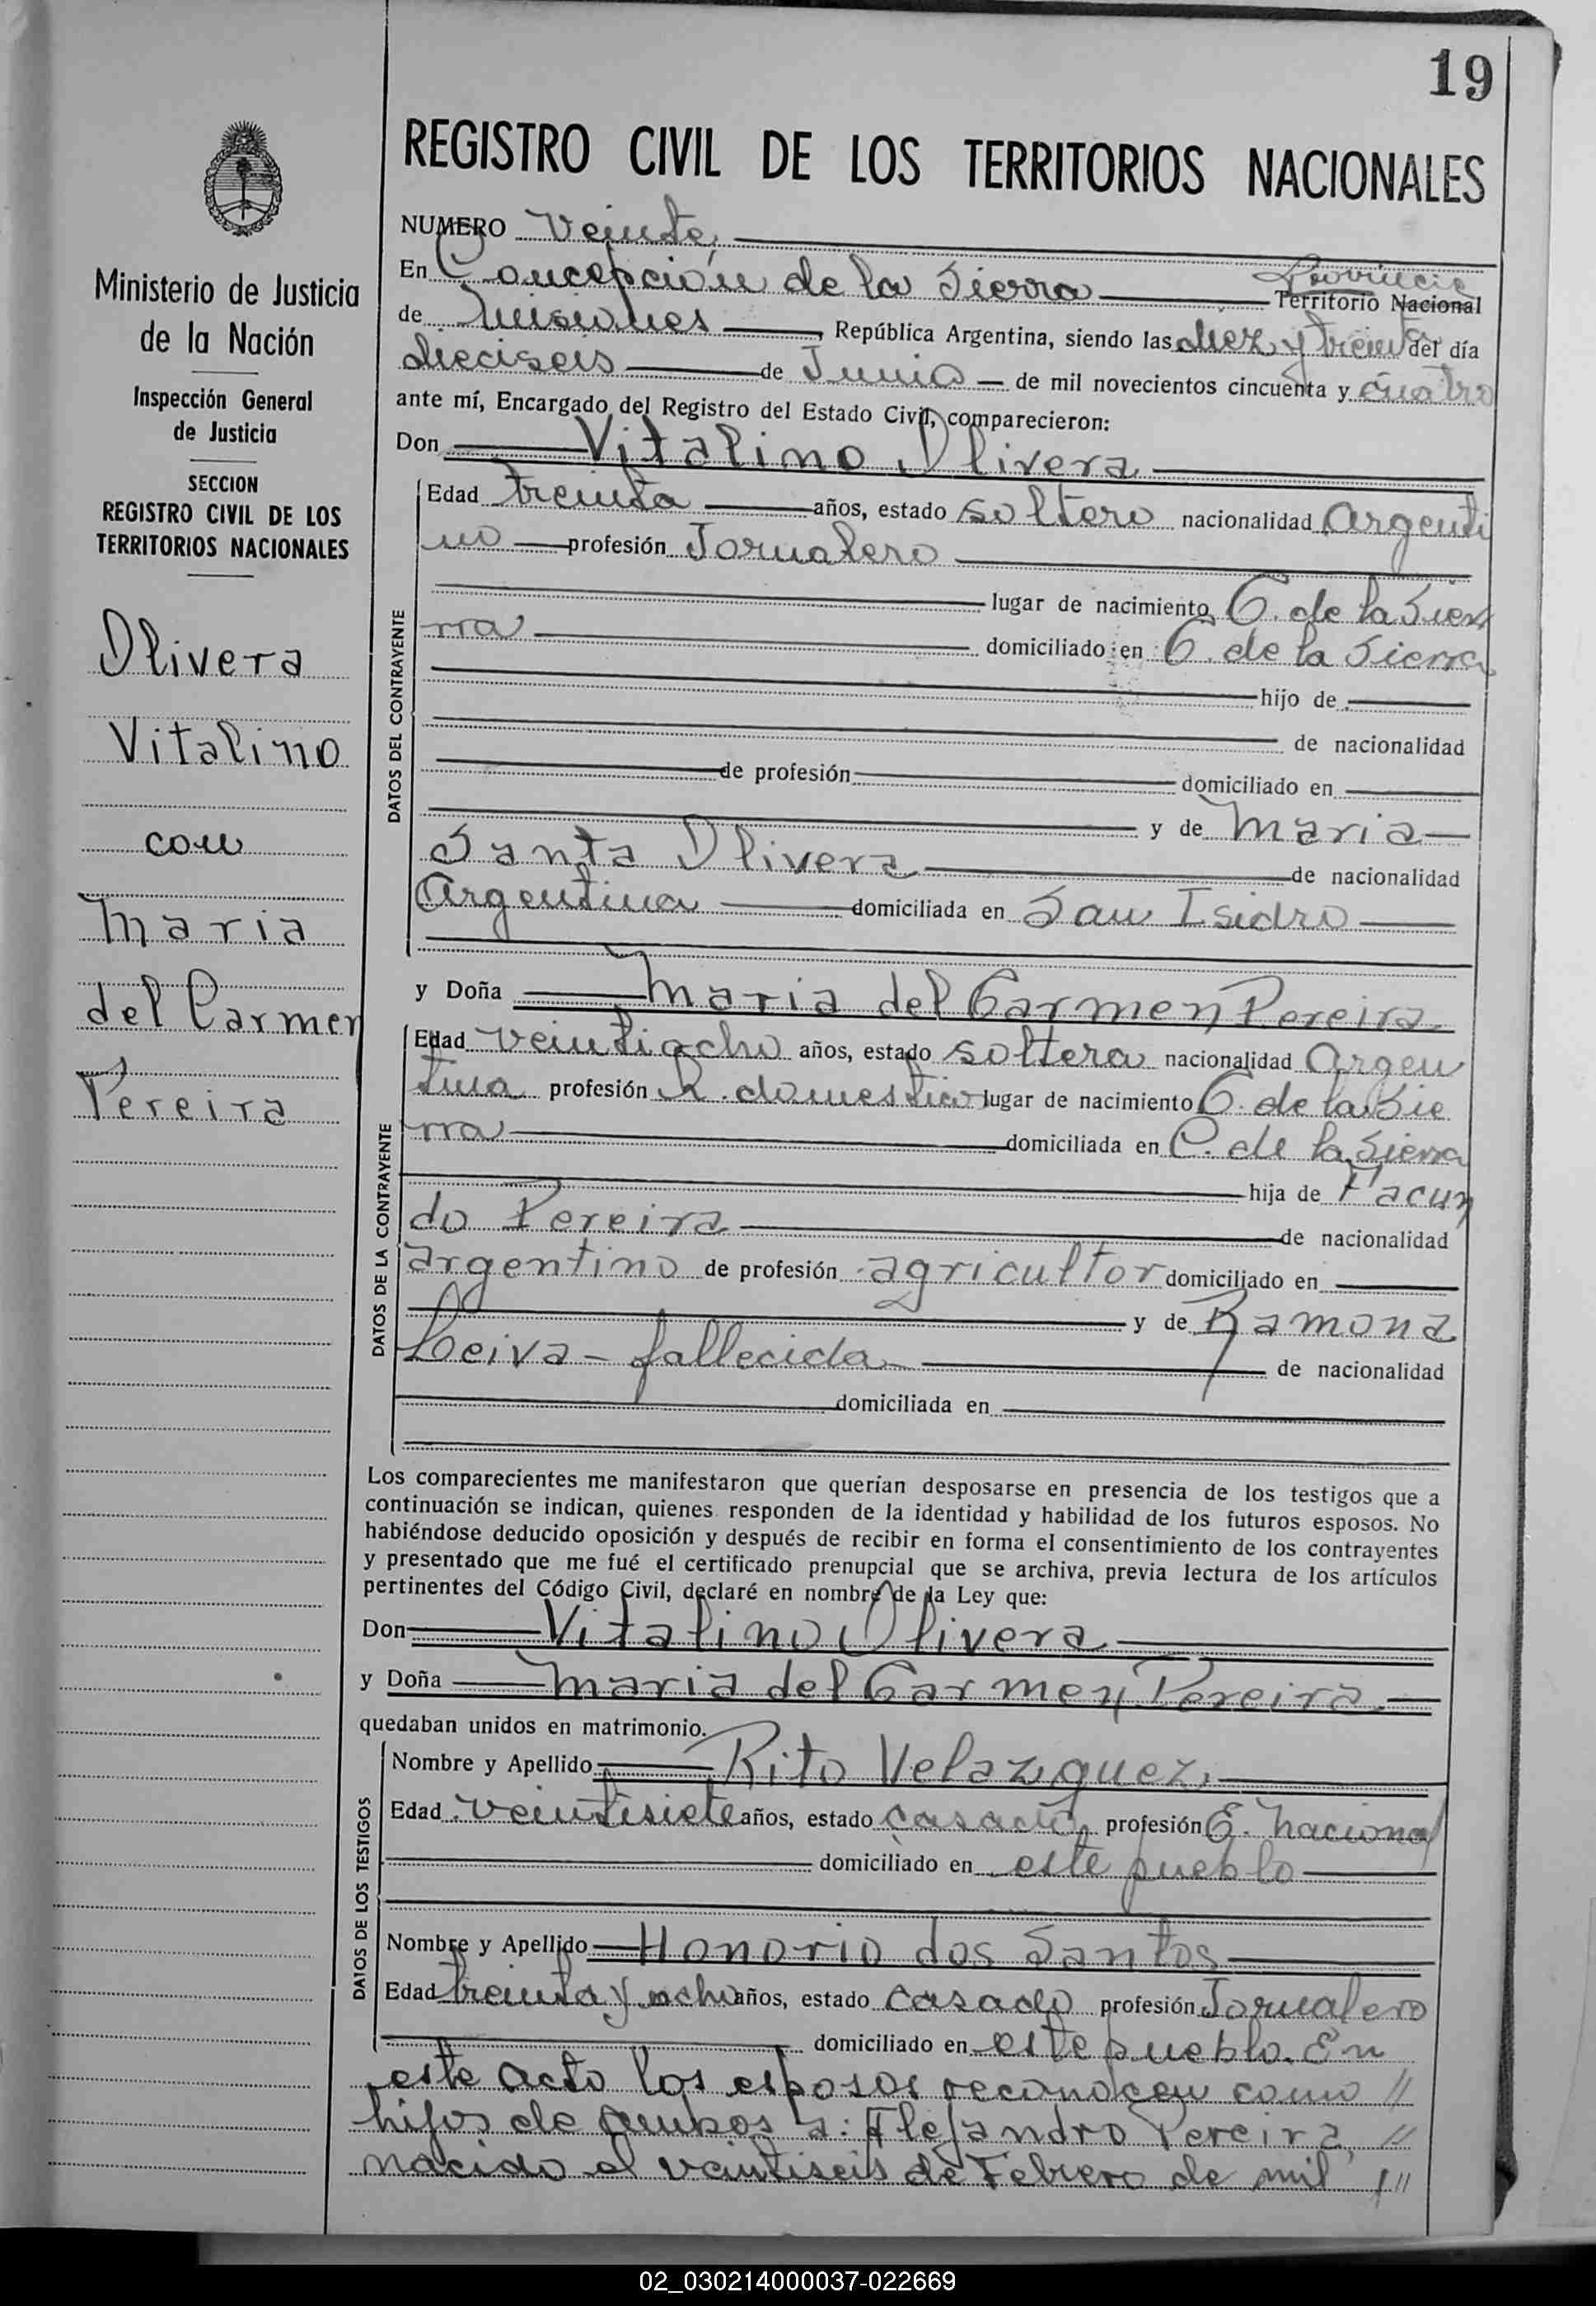 19
REGISTRO CIVIL DE LOS TERRITORIOS NACIONALES
Ministerio de Justicia
de la Nación
Inspección General
de Justicia
SECCION
REGISTRO CIVIL DE LOS
TERRITORIOS NACIONALES
Olivera
Vitalino
con
Maria
del Carmen
Pereira
NUMERO Veinte
En Concepción de la Sierra Provincia Territorio Nacional
de Misiones, República Argentina, siendo las diez y treinta del día
dieciseis de Junio de mil novecientos cincuenta y cuatro
ante mí, Encargado del Registro del Estado Civil, comparecieron:
Don Vitalino Olivera
DATOS DEL CONTRAYENTE
Edad treinta años, estado soltero nacionalidad Argenti
no profesión Jornalero
lugar de nacimiento C. de la Sier
rra domiciliado en C. de la Sierra
hijo de
de nacionalidad
de profesión domiciliado en
y de Maria
Santa Olivera de nacionalidad
Argentina domiciliada en San Isidro
y Doña Maria del Carmen Pereira
DATOS DE LA CONTRAYENTE
Edad veintiocho años, estado soltera nacionalidad Argen
tina profesión Q. domestico lugar de nacimiento C. de la Sie
rra domiciliada en C. de la Sierra
hija de Facun
do Pereira de nacionalidad
argentino de profesión agricultor domiciliado en
y de Ramona
Leiva - fallecida de nacionalidad
domiciliada en
Los comparecientes me manifestaron que querían desposarse en presencia de los testigos que a
continuación se indican, quienes responden de la identidad y habilidad de los futuros esposos. No
habiéndose deducido oposición y después de recibir en forma el consentimiento de los contrayentes
y presentado que me fué el certificado prenupcial que se archiva, previa lectura de los artículos
pertinentes del Código Civil, declaré en nombre de la Ley que:
Don Vitalino Olivera
y Doña Maria del Carmen Pereira
quedaban unidos en matrimonio.
DATOS DE LOS TESTIGOS
Nombre y Apellido Rito Velazquez
Edad veintisiete años, estado casado profesión E. Nacional
domiciliado en este pueblo
Nombre y Apellido Honorio dos Santos
Edad treinta y ocho años, estado casado profesión Jornalero
domiciliado en este pueblo. En
este acto los esposos reconocen como //
hijos de ambos a: Alejandro Pereira, //
nacido el veintiseis de Febrero de mil //
02_030214000037-022669